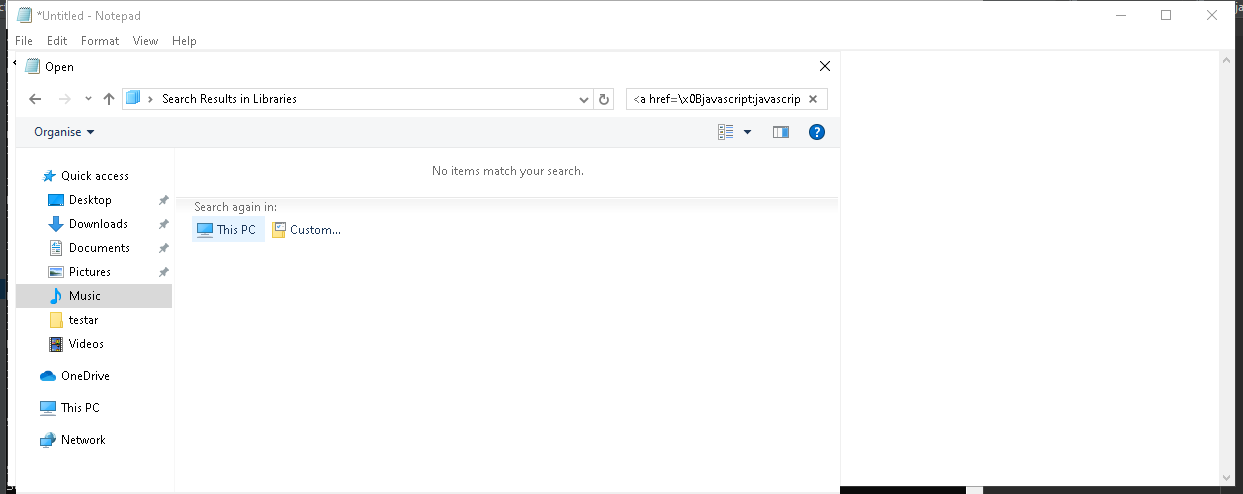 *Untitled - Notepad
File Edit Format View Help
Open
Search Results in Libraries
<a href=\x0Bjavascript:javascrip
Organise
No items match your search.
Search again in:
This PC Custom...
Quick access
Desktop
Downloads
Documents
Pictures
Music
testar
Videos
OneDrive
This PC
Network